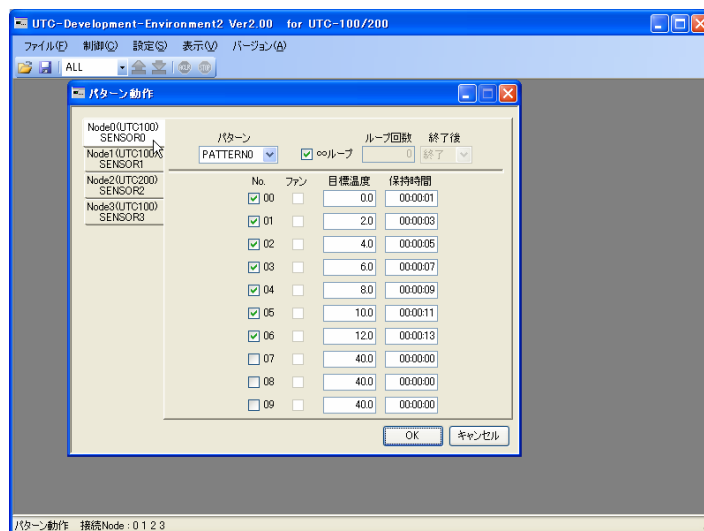 UTC-Development-Environment2 Ver2.00 for UTC-100/200
ファイル(F) 制御(C) 設定(S) 表示(V) バージョン(A)
ALL
パターン動作
Node0(UTC100)
SENSOR0
Node1(UTC100)
SENSOR1
Node2(UTC200)
SENSOR2
Node3(UTC100)
SENSOR3
パターン ループ回数 終了後
PATTERN0 ∞ループ 0 終了
No. ファン 目標温度 保持時間
00 0.0 00:00:01
01 2.0 00:00:03
02 4.0 00:00:05
03 6.0 00:00:07
04 8.0 00:00:09
05 10.0 00:00:11
06 12.0 00:00:13
07 40.0 00:00:00
08 40.0 00:00:00
09 40.0 00:00:00
OK キャンセル
パターン動作 接続Node : 0 1 2 3